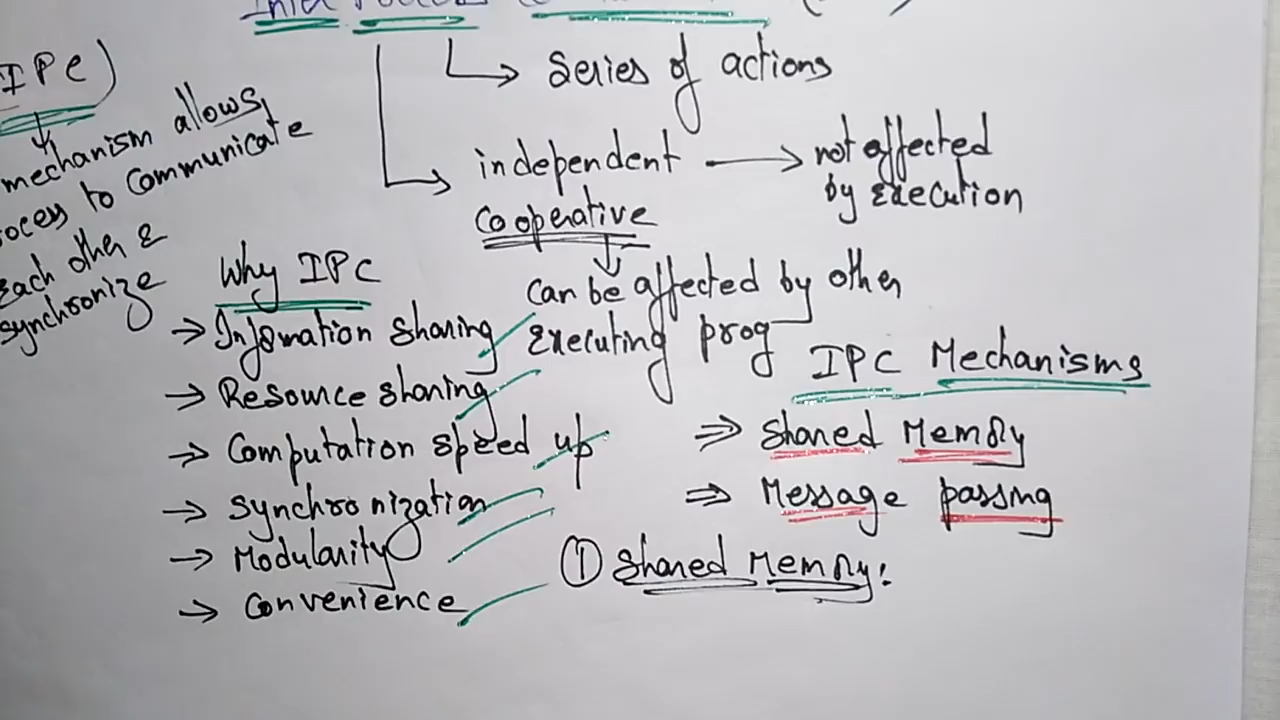 IPC)
mechanism allows
to communicate
each other &
synchronize
series of actions
independent → not affected
by execution
cooperative
can be affected by other
executing prog
Why IPC
→ Information sharing
→ Resource sharing
→ Computation speed up
→ synchronization
→ Modularity
→ Convenience
IPC Mechanisms
⇒ Shared Memory
⇒ Message passing
① Shared Memory: